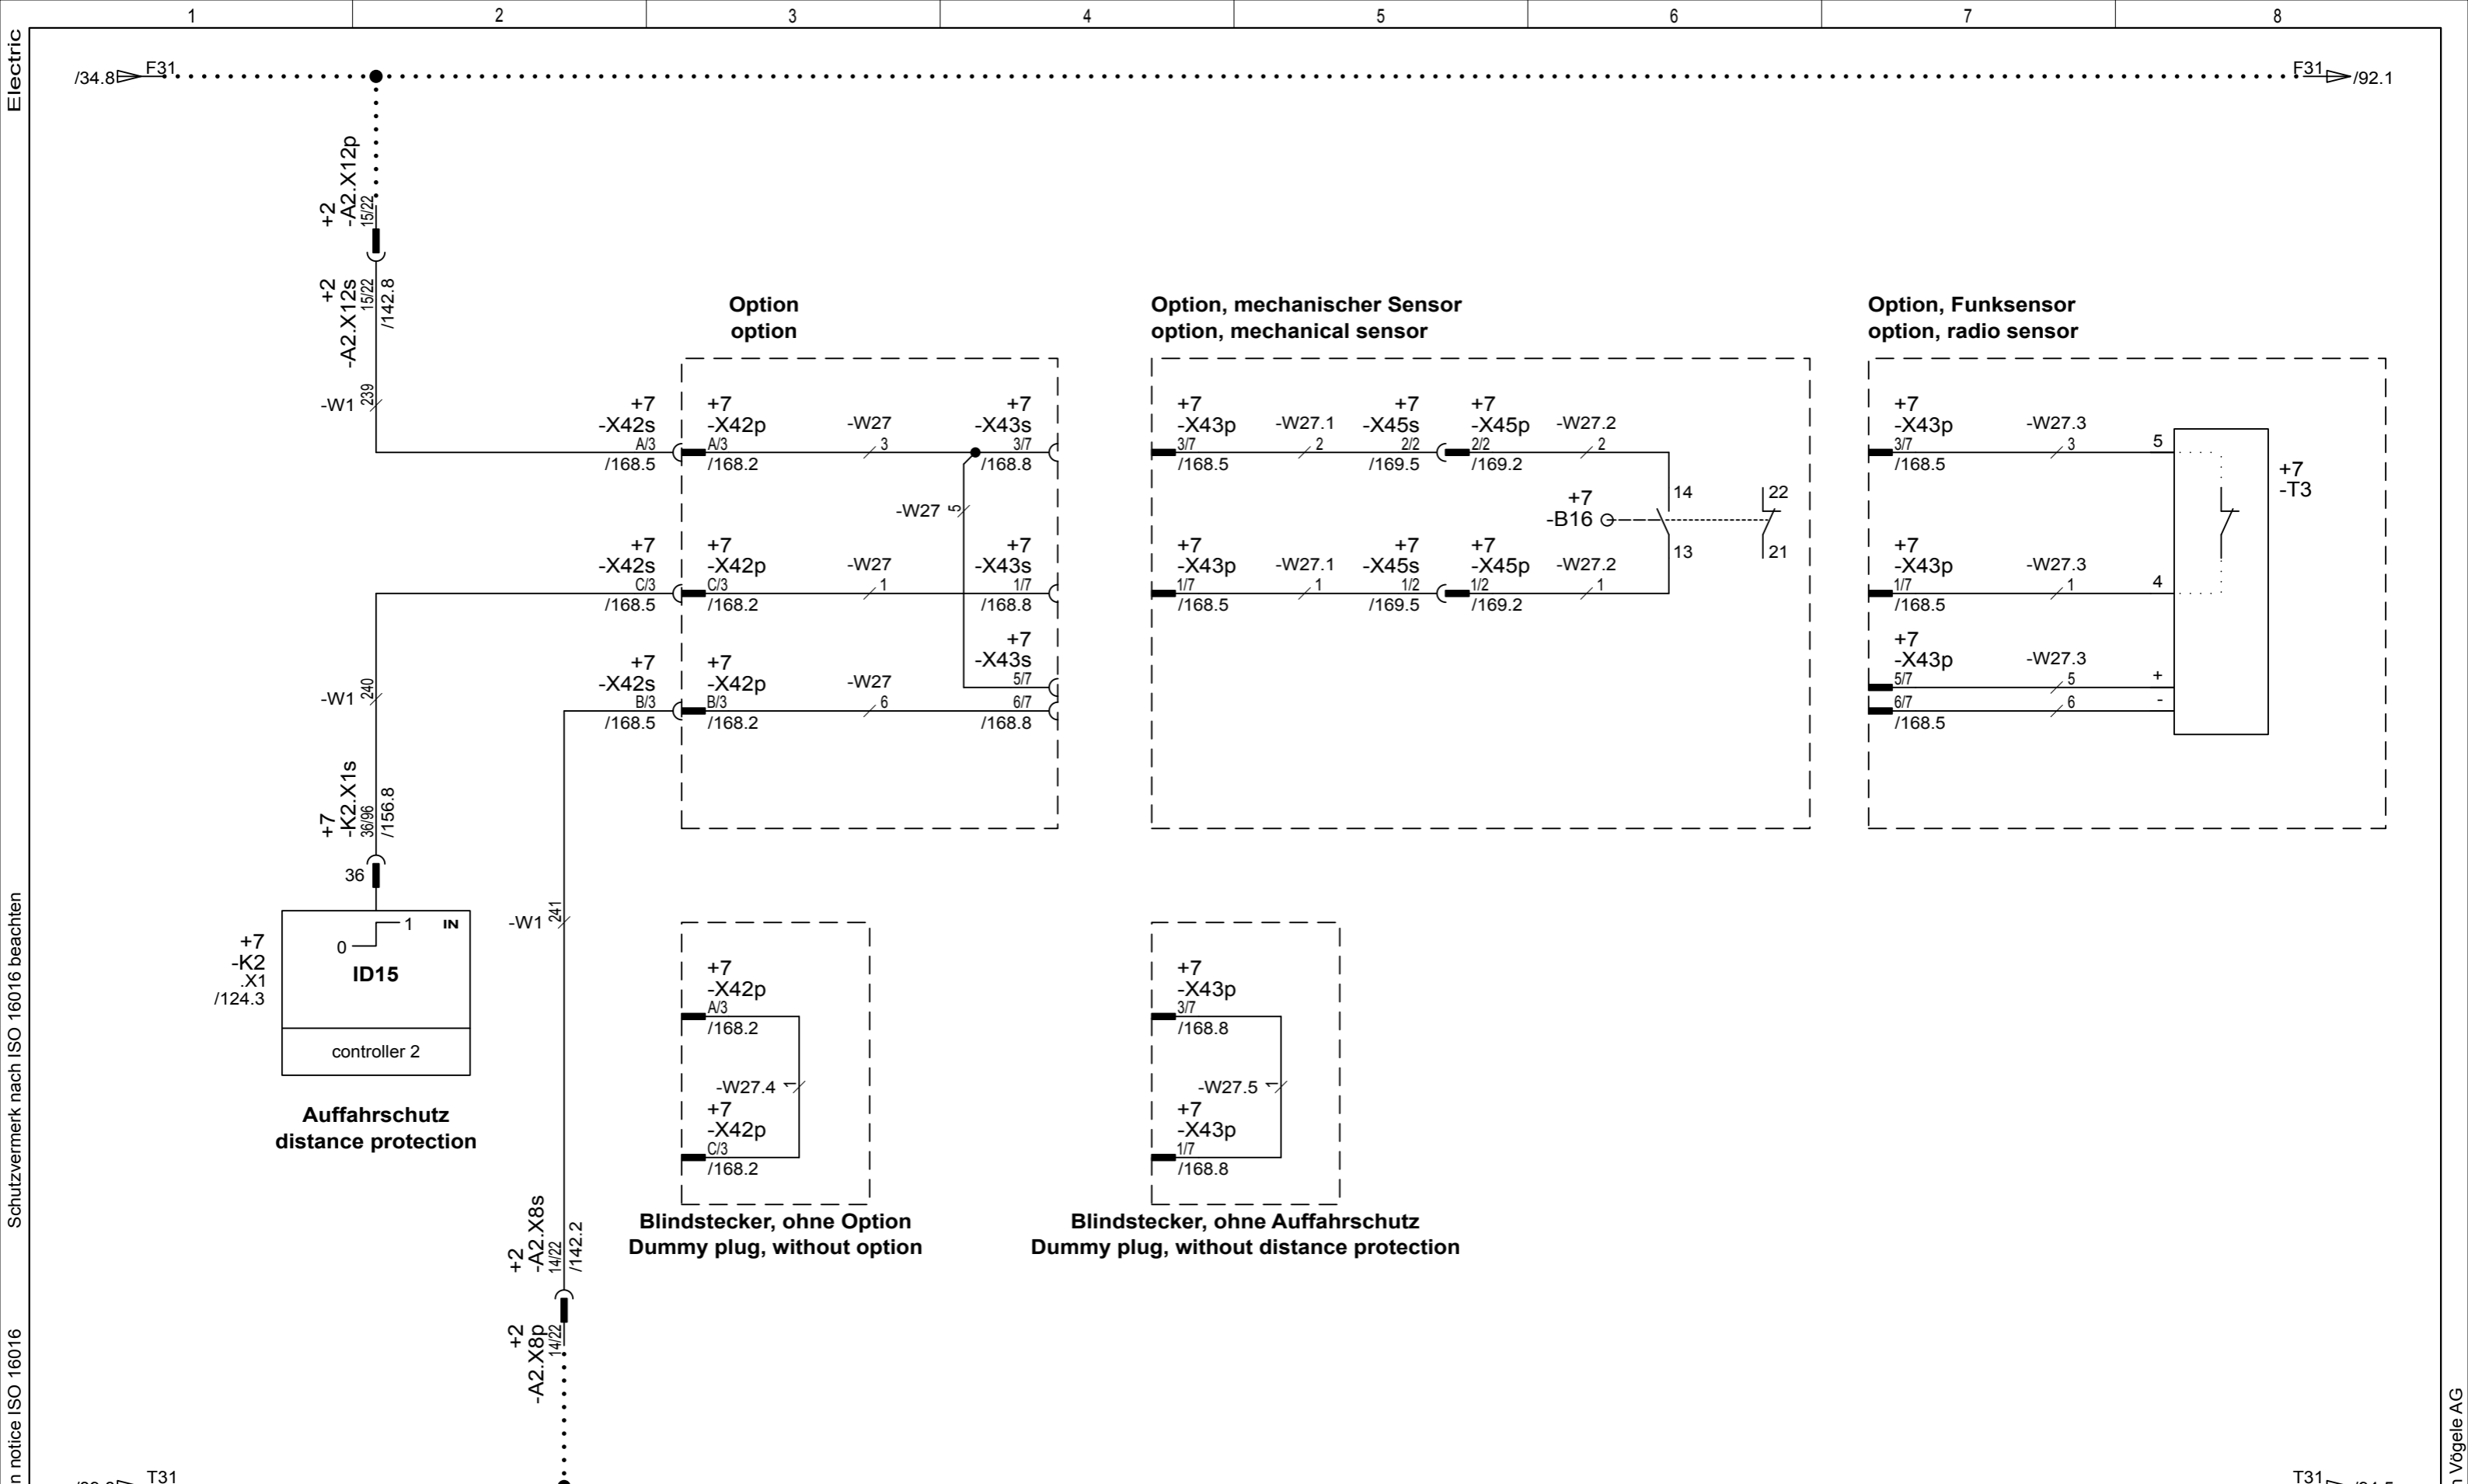 1 2 3 4 5 6 7 8
Electric
/34.8 F31
F31 /92.1
+2
-A2.X12p
15/22
+2
-A2.X12s
15/22
/142.8
-W1 239
Option
option
Option, mechanischer Sensor
option, mechanical sensor
Option, Funksensor
option, radio sensor
+7
-X42s
A/3
/168.5
+7
-X42p
A/3
/168.2
-W27
3
+7
-X43s
3/7
/168.8
-W27 5
+7
-X42s
C/3
/168.5
+7
-X42p
C/3
/168.2
-W27
1
+7
-X43s
1/7
/168.8
+7
-X43s
5/7
+7
-X42s
B/3
/168.5
+7
-X42p
B/3
/168.2
-W27
6
6/7
/168.8
+7
-X43p
3/7
/168.5
-W27.1
2
+7
-X45s
2/2
/169.5
+7
-X45p
2/2
/169.2
-W27.2
2
+7
-B16
14
13
22
21
+7
-X43p
1/7
/168.5
-W27.1
1
+7
-X45s
1/2
/169.5
+7
-X45p
1/2
/169.2
-W27.2
1
+7
-X43p
3/7
/168.5
-W27.3
3
5
+7
-T3
+7
-X43p
1/7
/168.5
-W27.3
1
4
+7
-X43p
5/7
-W27.3
5
+
6/7
/168.5
6
-
-W1 240
+7
-K2.X1s
36/96
/156.8
36
+7
-K2
.X1
/124.3
0
1
IN
ID15
controller 2
Auffahrschutz
distance protection
-W1 241
+7
-X42p
A/3
/168.2
-W27.4 1
+7
-X42p
C/3
/168.2
Blindstecker, ohne Option
Dummy plug, without option
+7
-X43p
3/7
/168.8
-W27.5 1
+7
-X43p
1/7
/168.8
Blindstecker, ohne Auffahrschutz
Dummy plug, without distance protection
+2
-A2.X8s
14/22
/142.2
+2
-A2.X8p
14/22
T31
T31
Schutzvermerk nach ISO 16016 beachten
notice ISO 16016
Vögele AG